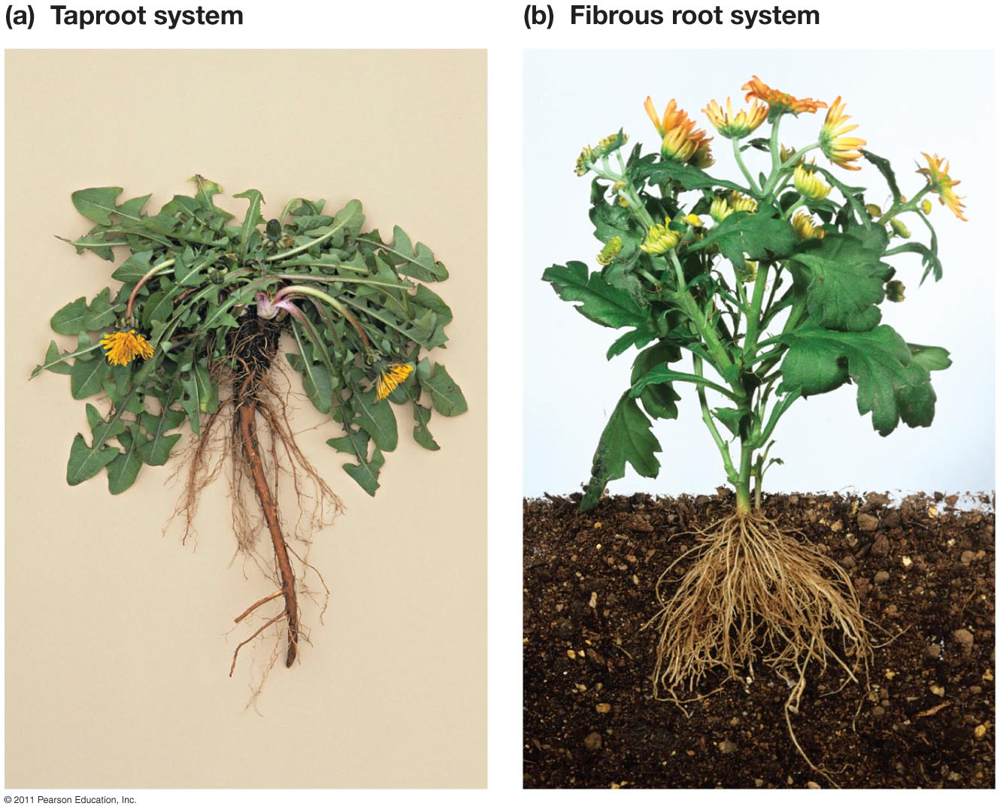 (a) Taproot system
(b) Fibrous root system
© 2011 Pearson Education, Inc.